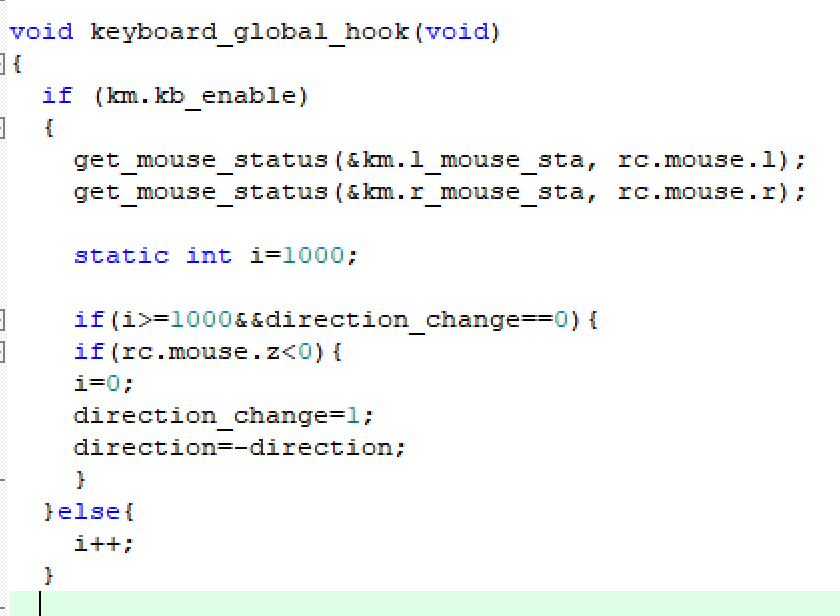 void keyboard_global_hook(void)
{
if (km.kb_enable)
{
get_mouse_status(&km.l_mouse_sta, rc.mouse.l);
get_mouse_status(&km.r_mouse_sta, rc.mouse.r);
static int i=1000;
if(i>=1000&&direction_change==0){
if(rc.mouse.z<0){
i=0;
direction_change=1;
direction=-direction;
}
}else{
i++;
}